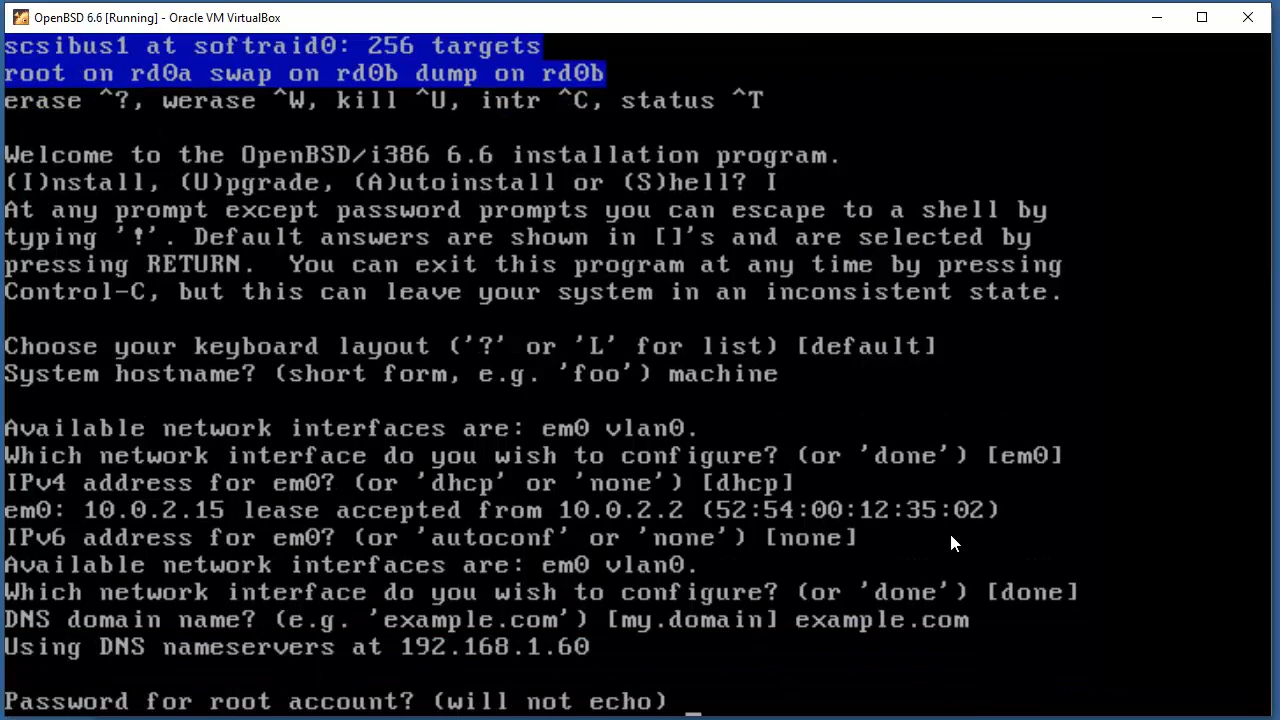 OpenBSD 6.6 [Running] - Oracle VM VirtualBox
scsibus1 at softraid0: 256 targets
root on rd0a swap on rd0b dump on rd0b
erase ^?, werase ^W, kill ^U, intr ^C, status ^T
Welcome to the OpenBSD/i386 6.6 installation program.
(I)nstall, (U)pgrade, (A)utoinstall or (S)hell? I
At any prompt except password prompts you can escape to a shell by
typing '!'. Default answers are shown in []'s and are selected by
pressing RETURN.  You can exit this program at any time by pressing
Control-C, but this can leave your system in an inconsistent state.
Choose your keyboard layout ('?' or 'L' for list) [default]
System hostname? (short form, e.g. 'foo') machine
Available network interfaces are: em0 vlan0.
Which network interface do you wish to configure? (or 'done') [em0]
IPv4 address for em0? (or 'dhcp' or 'none') [dhcp]
em0: 10.0.2.15 lease accepted from 10.0.2.2 (52:54:00:12:35:02)
IPv6 address for em0? (or 'autoconf' or 'none') [none]
Available network interfaces are: em0 vlan0.
Which network interface do you wish to configure? (or 'done') [done]
DNS domain name? (e.g. 'example.com') [my.domain] example.com
Using DNS nameservers at 192.168.1.60
Password for root account? (will not echo) _